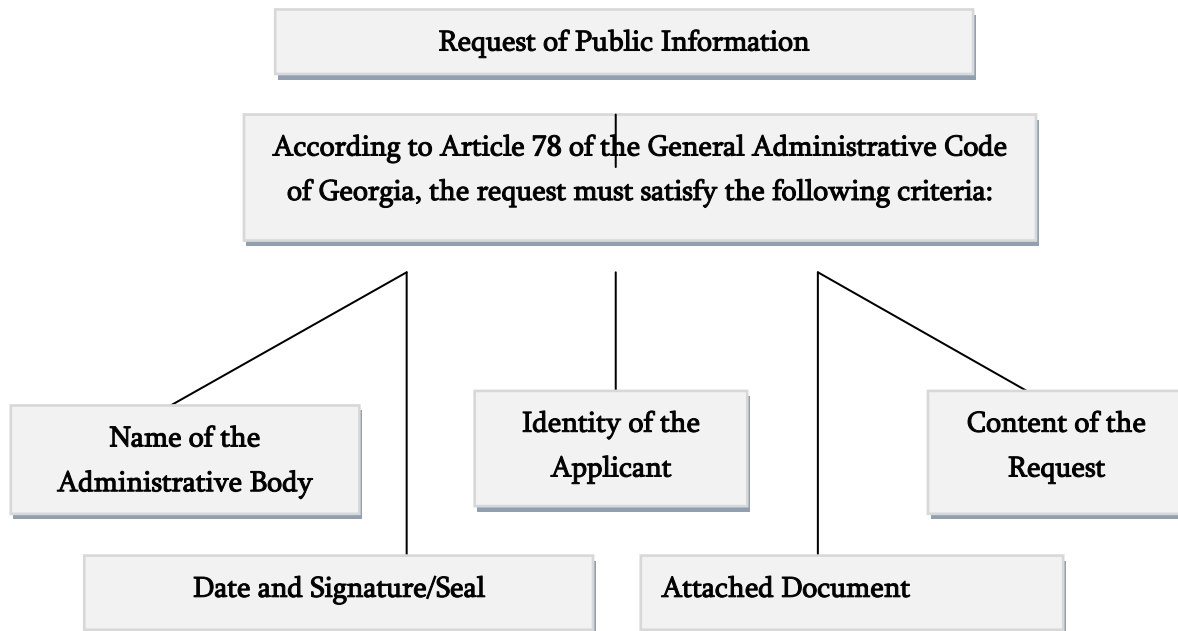 Request of Public Information
According to Article 78 of the General Administrative Code
of Georgia, the request must satisfy the following criteria:
Name of the
Administrative Body
Identity of the
Applicant
Content of the
Request
Date and Signature/Seal
Attached Document